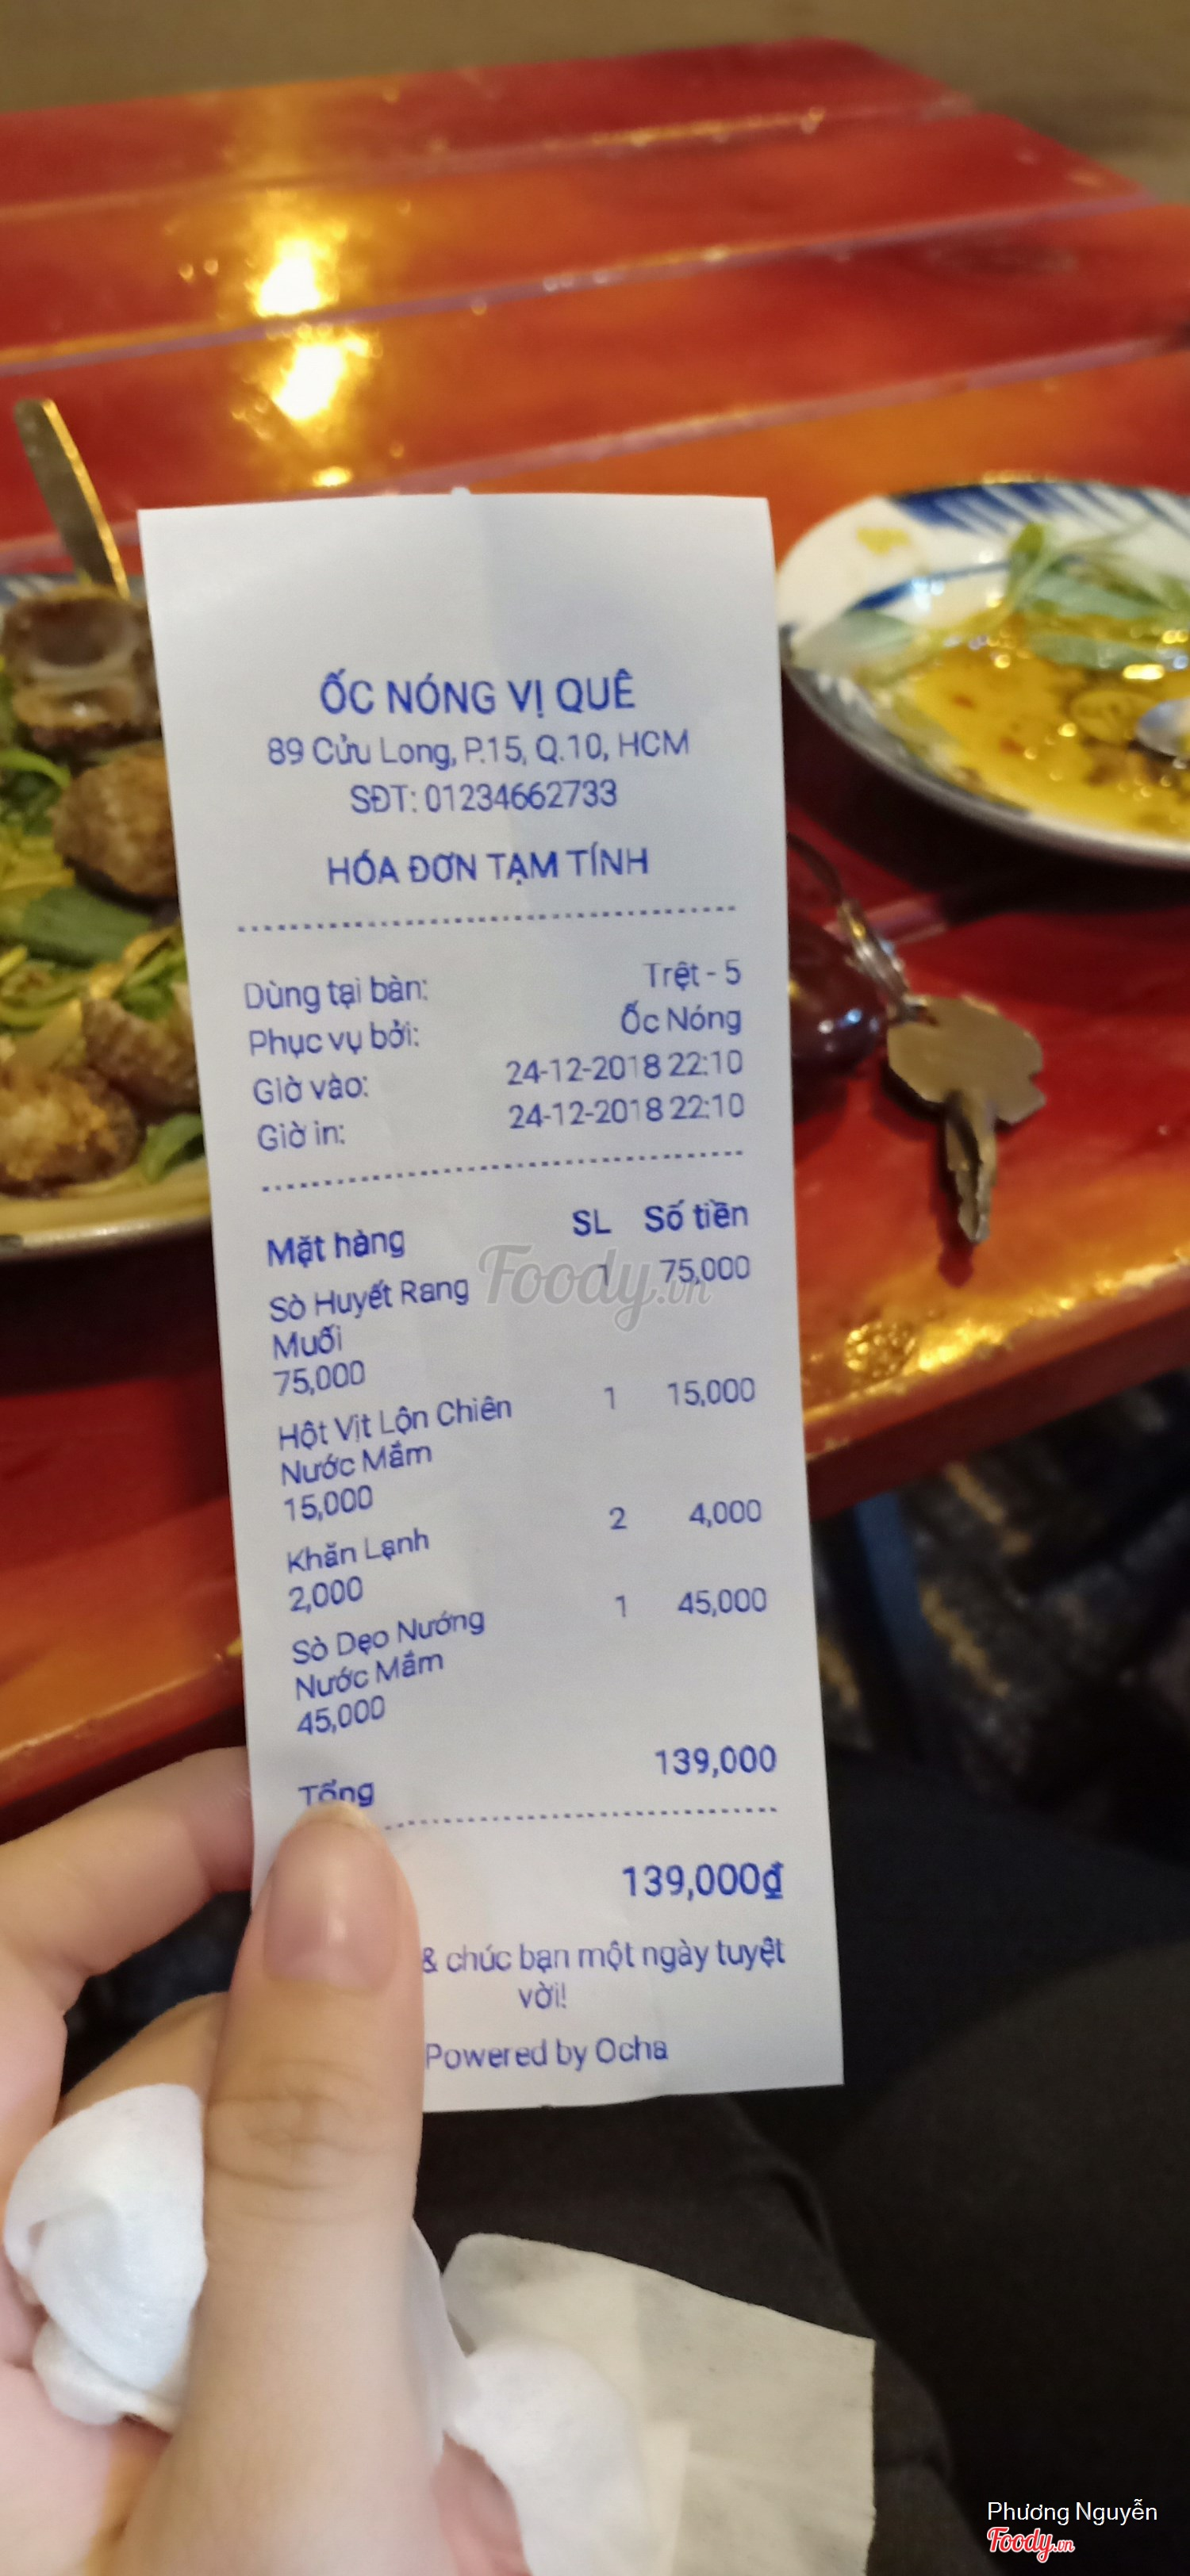 ỐC NÓNG VỊ QUÊ
89 Cửu Long, P.15, Q.10, HCM
SĐT: 01234662733
HÓA ĐƠN TẠM TÍNH
Dùng tại bàn: Trệt - 5
Phục vụ bởi: Ốc Nóng
Giờ vào: 24-12-2018 22:10
Giờ in: 24-12-2018 22:10
Mặt hàng SL Số tiền
Sò Huyết Rang 1 75,000
Muối
75,000
Hột Vịt Lộn Chiên 1 15,000
Nước Mắm
15,000
Khăn Lạnh 2 4,000
2,000
Sò Dẹo Nướng 1 45,000
Nước Mắm
45,000
Tổng 139,000
139,000₫
& chúc bạn một ngày tuyệt
vời!
Powered by Ocha
Foody.vn
Phương Nguyễn
Foody.vn